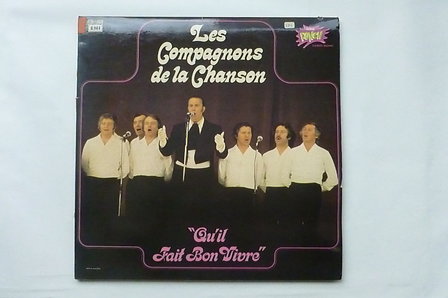 Les
Compagnons
de la Chanson
"Qu'il
Fait Bon Vivre"